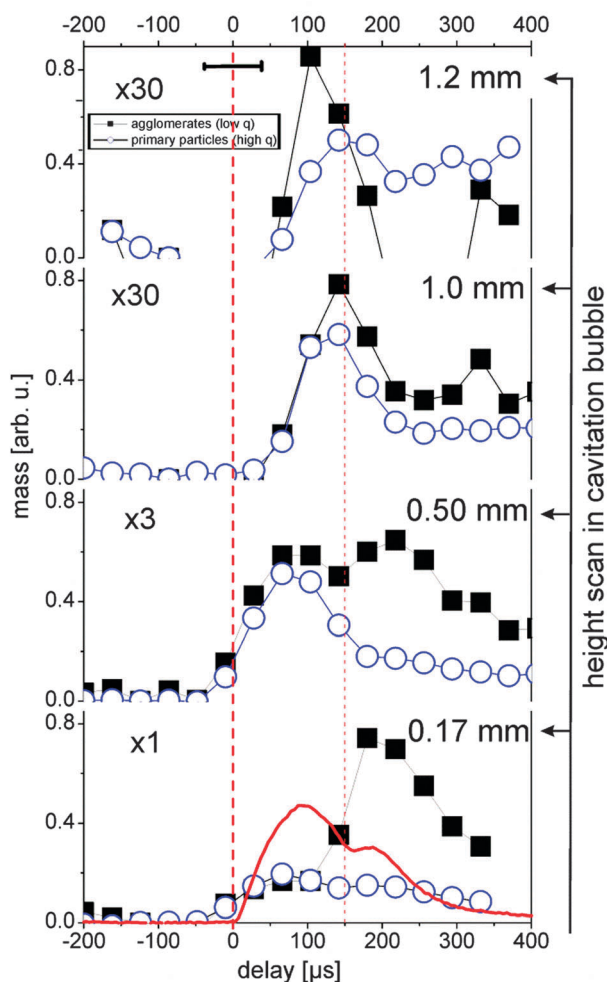 -200 -100 0 100 200 300 400
0.8
x30
1.2 mm
agglomerates (low q)
primary particles (high q)
0.4
0.0
0.8
x30
1.0 mm
0.4
0.0
0.8
x3
0.50 mm
0.4
0.0
0.8
x1
0.17 mm
0.4
0.0
-200 -100 0 100 200 300 400
delay [µs]
mass [arb. u.]
height scan in cavitation bubble